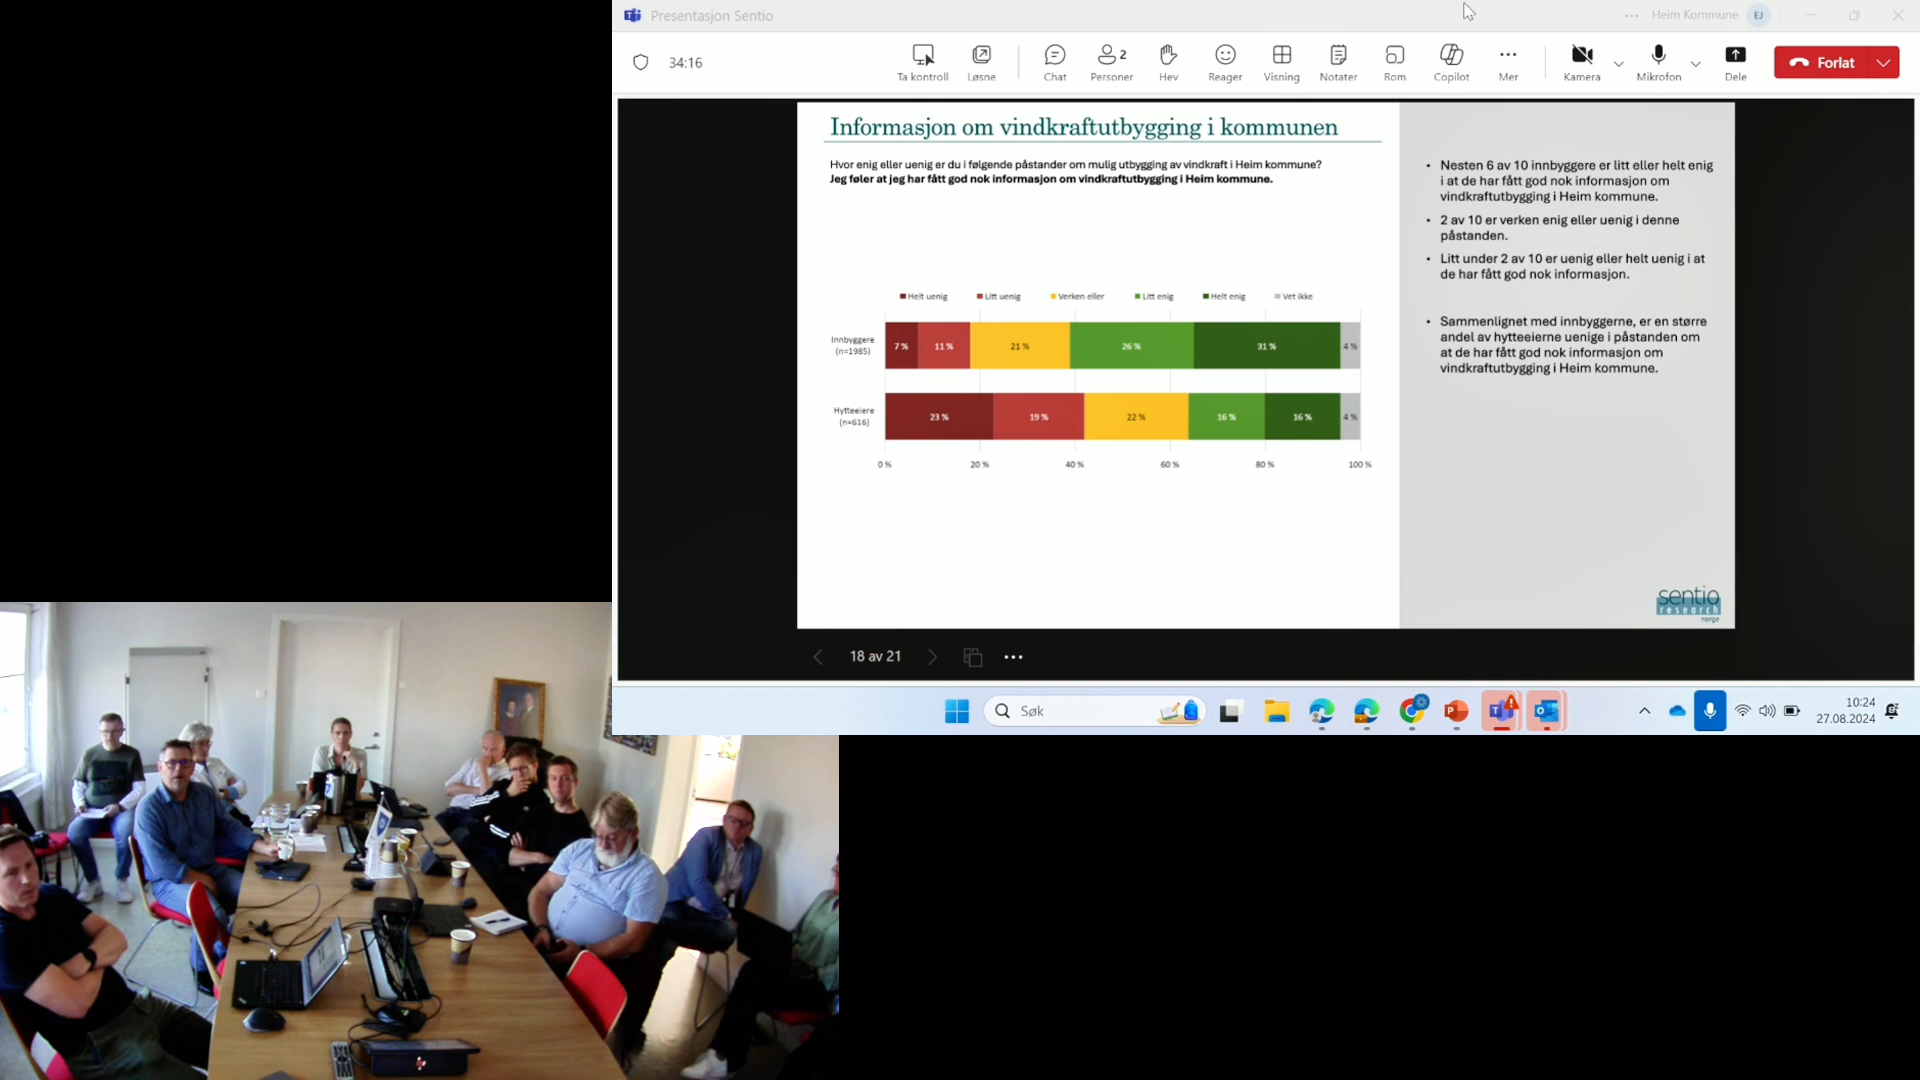 Presentasjon Sentio
Heim Kommune EJ
34:16
Ta kontroll
Løsne
Chat
2
Personer
Hev
Reager
Visning
Notater
Rom
Copilot
Mer
Kamera
Mikrofon
Dele
Forlat
Informasjon om vindkraftutbygging i kommunen
Hvor enig eller uenig er du i følgende påstander om mulig utbygging av vindkraft i Heim kommune?
Jeg føler at jeg har fått god nok informasjon om vindkraftutbygging i Heim kommune.
Helt uenig Litt uenig Verken eller Litt enig Helt enig Vet ikke
Innbyggere
(n=1985)
7 % 11 % 21 % 26 % 31 % 4 %
Hytteeiere
(n=616)
23 % 19 % 22 % 16 % 16 % 4 %
0 % 20 % 40 % 60 % 80 % 100 %
• Nesten 6 av 10 innbyggere er litt eller helt enig
i at de har fått god nok informasjon om
vindkraftutbygging i Heim kommune.
• 2 av 10 er verken enig eller uenig i denne
påstanden.
• Litt under 2 av 10 er uenig eller helt uenig i at
de har fått god nok informasjon.
• Sammenlignet med innbyggerne, er en større
andel av hytteeierne uenige i påstanden om
at de har fått god nok informasjon om
vindkraftutbygging i Heim kommune.
sentio
research
norge
18 av 21
Søk
10:24
27.08.2024